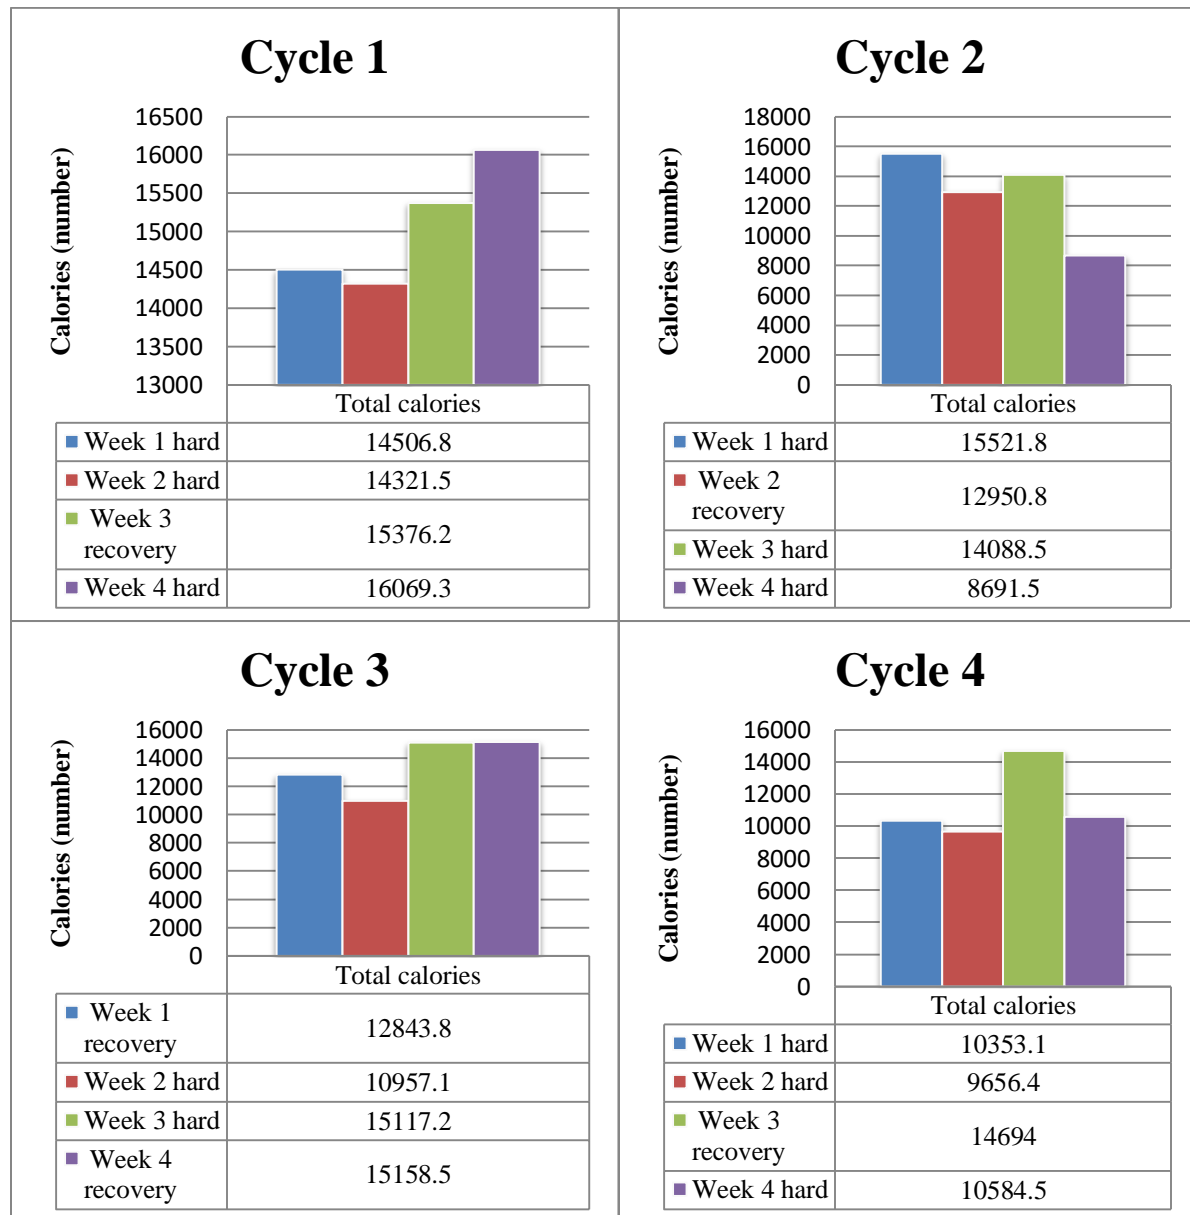 Cycle 1
Calories (number)
16500
16000
15500
15000
14500
14000
13500
13000
Total calories
Week 1 hard 14506.8
Week 2 hard 14321.5
Week 3
recovery 15376.2
Week 4 hard 16069.3
Cycle 2
Calories (number)
18000
16000
14000
12000
10000
8000
6000
4000
2000
0
Total calories
Week 1 hard 15521.8
Week 2
recovery 12950.8
Week 3 hard 14088.5
Week 4 hard 8691.5
Cycle 3
Calories (number)
16000
14000
12000
10000
8000
6000
4000
2000
0
Total calories
Week 1
recovery 12843.8
Week 2 hard 10957.1
Week 3 hard 15117.2
Week 4
recovery 15158.5
Cycle 4
Calories (number)
16000
14000
12000
10000
8000
6000
4000
2000
0
Total calories
Week 1 hard 10353.1
Week 2 hard 9656.4
Week 3
recovery 14694
Week 4 hard 10584.5